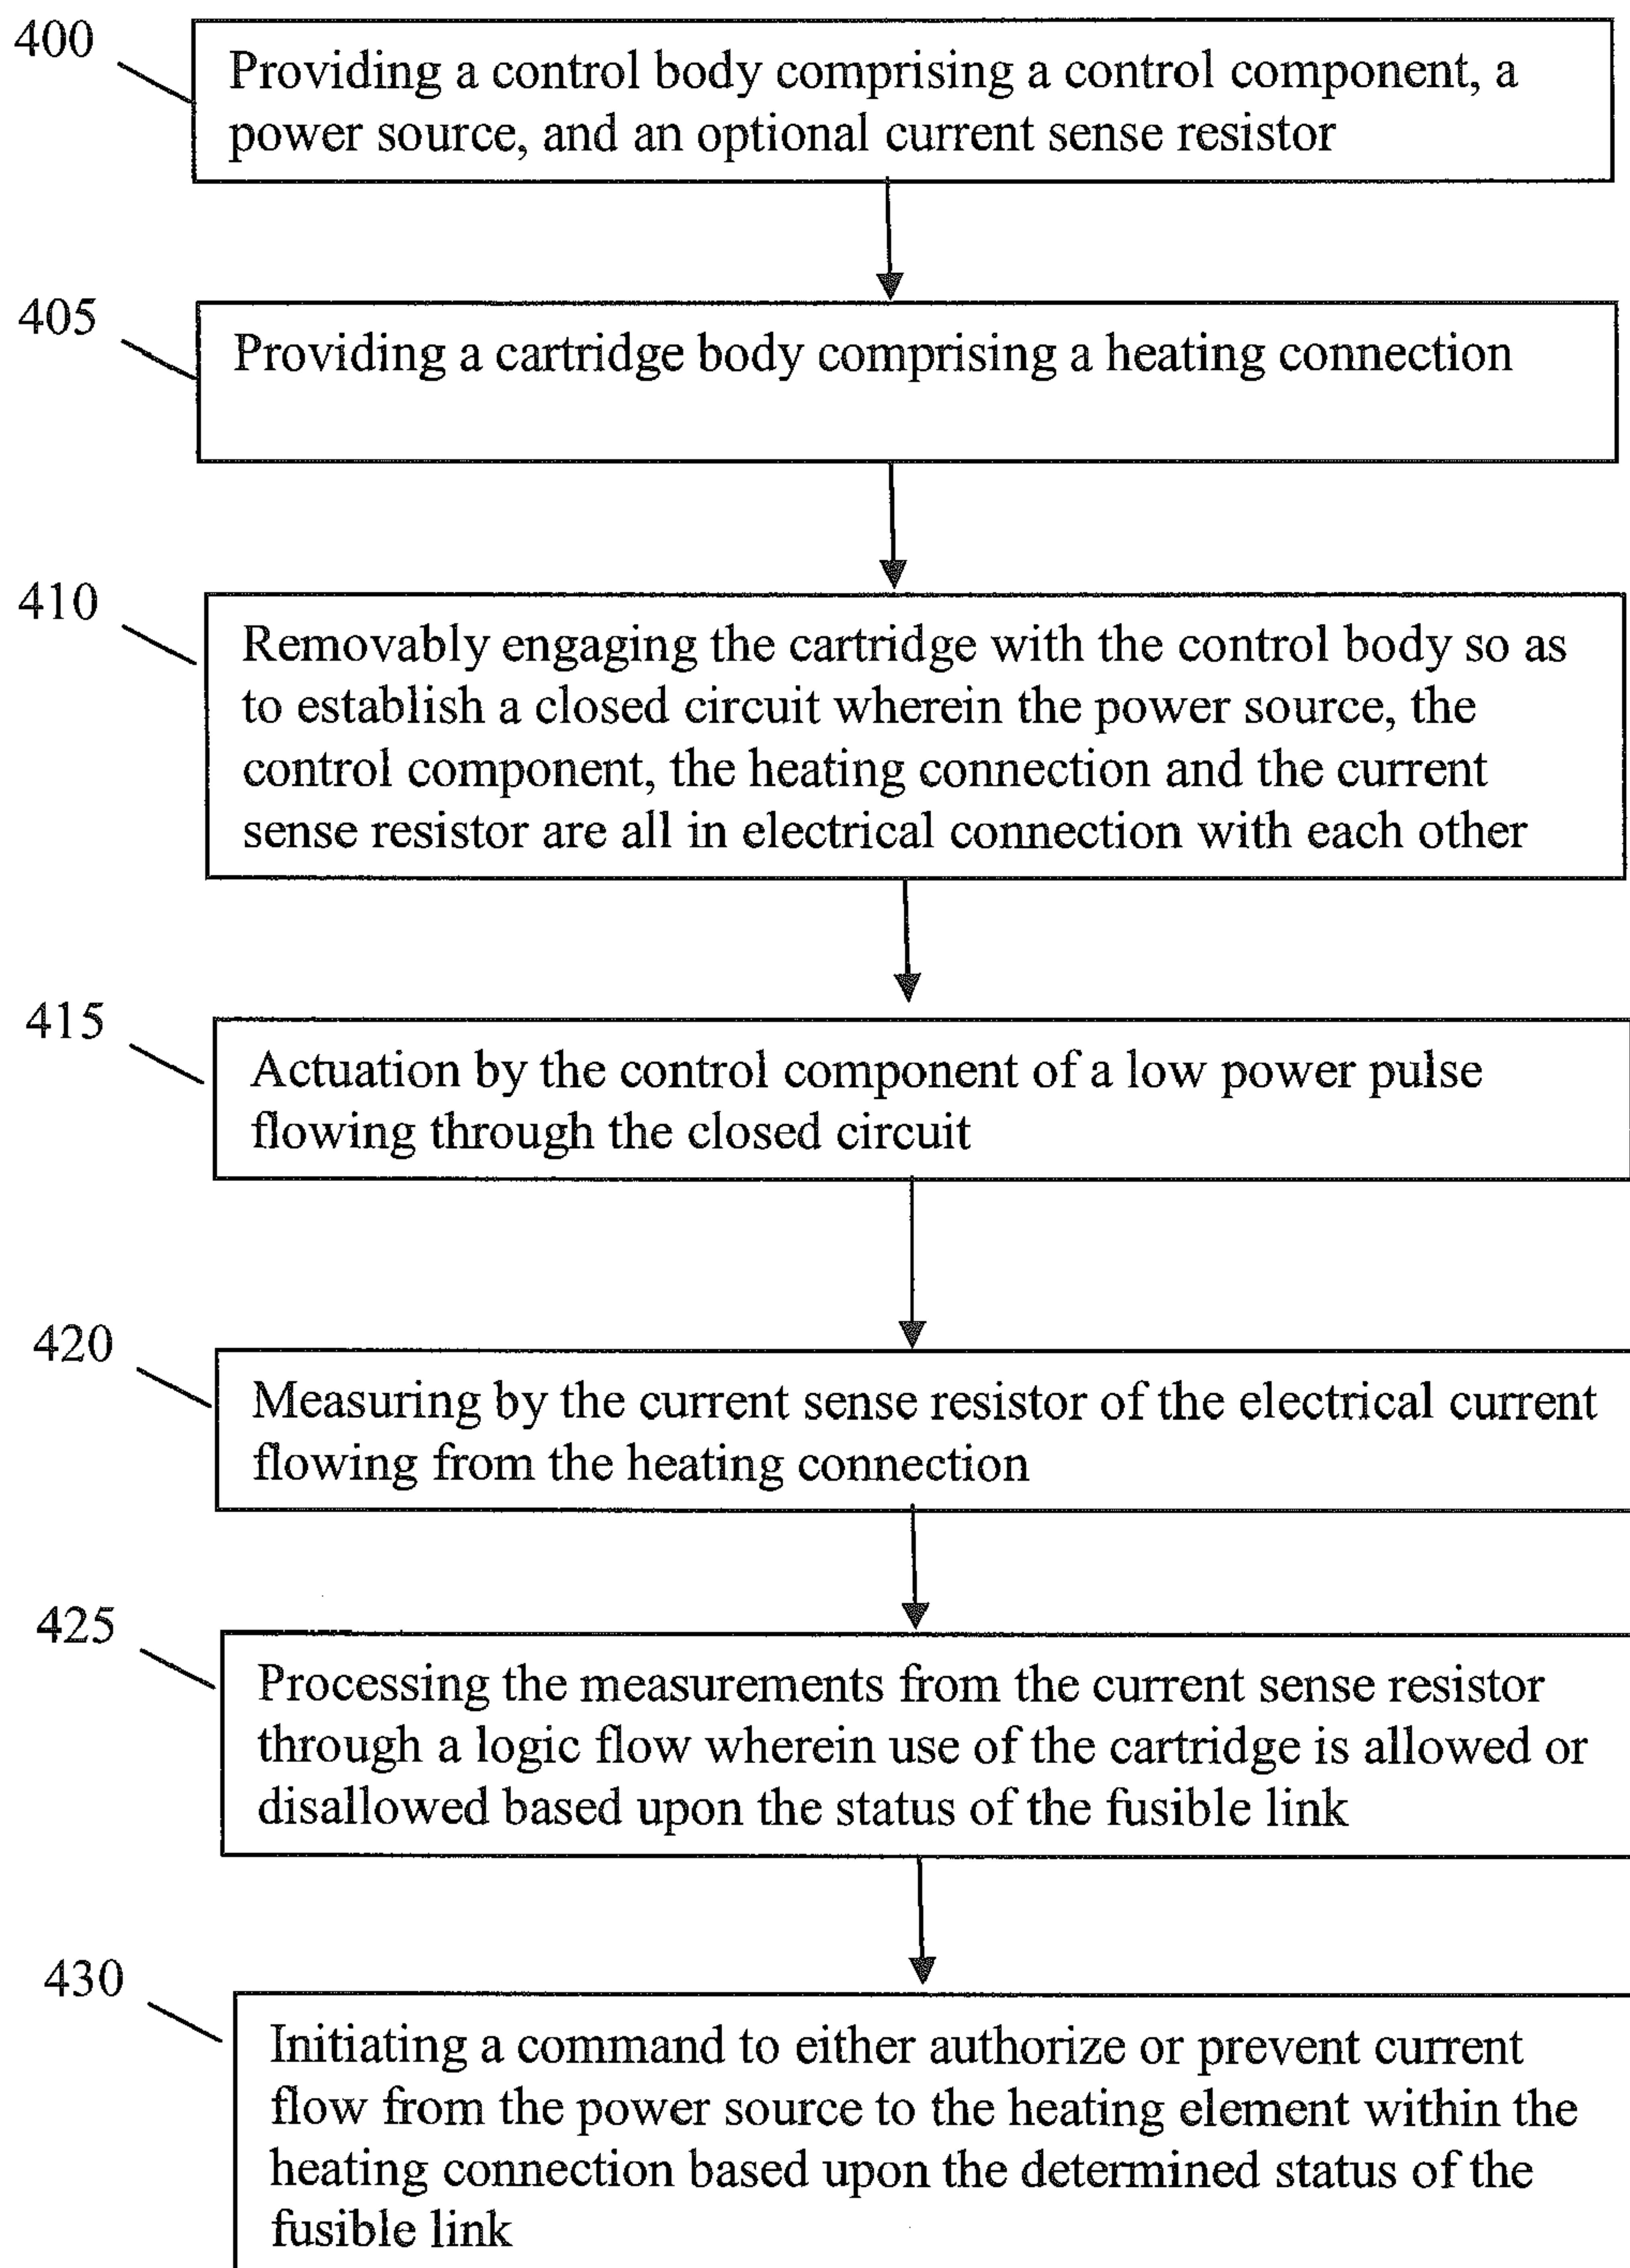 400
Providing a control body comprising a control component, a
power source, and an optional current sense resistor
405
Providing a cartridge body comprising a heating connection
410
Removably engaging the cartridge with the control body so as
to establish a closed circuit wherein the power source, the
control component, the heating connection and the current
sense resistor are all in electrical connection with each other
415
Actuation by the control component of a low power pulse
flowing through the closed circuit
420
Measuring by the current sense resistor of the electrical current
flowing from the heating connection
425
Processing the measurements from the current sense resistor
through a logic flow wherein use of the cartridge is allowed or
disallowed based upon the status of the fusible link
430
Initiating a command to either authorize or prevent current
flow from the power source to the heating element within the
heating connection based upon the determined status of the
fusible link